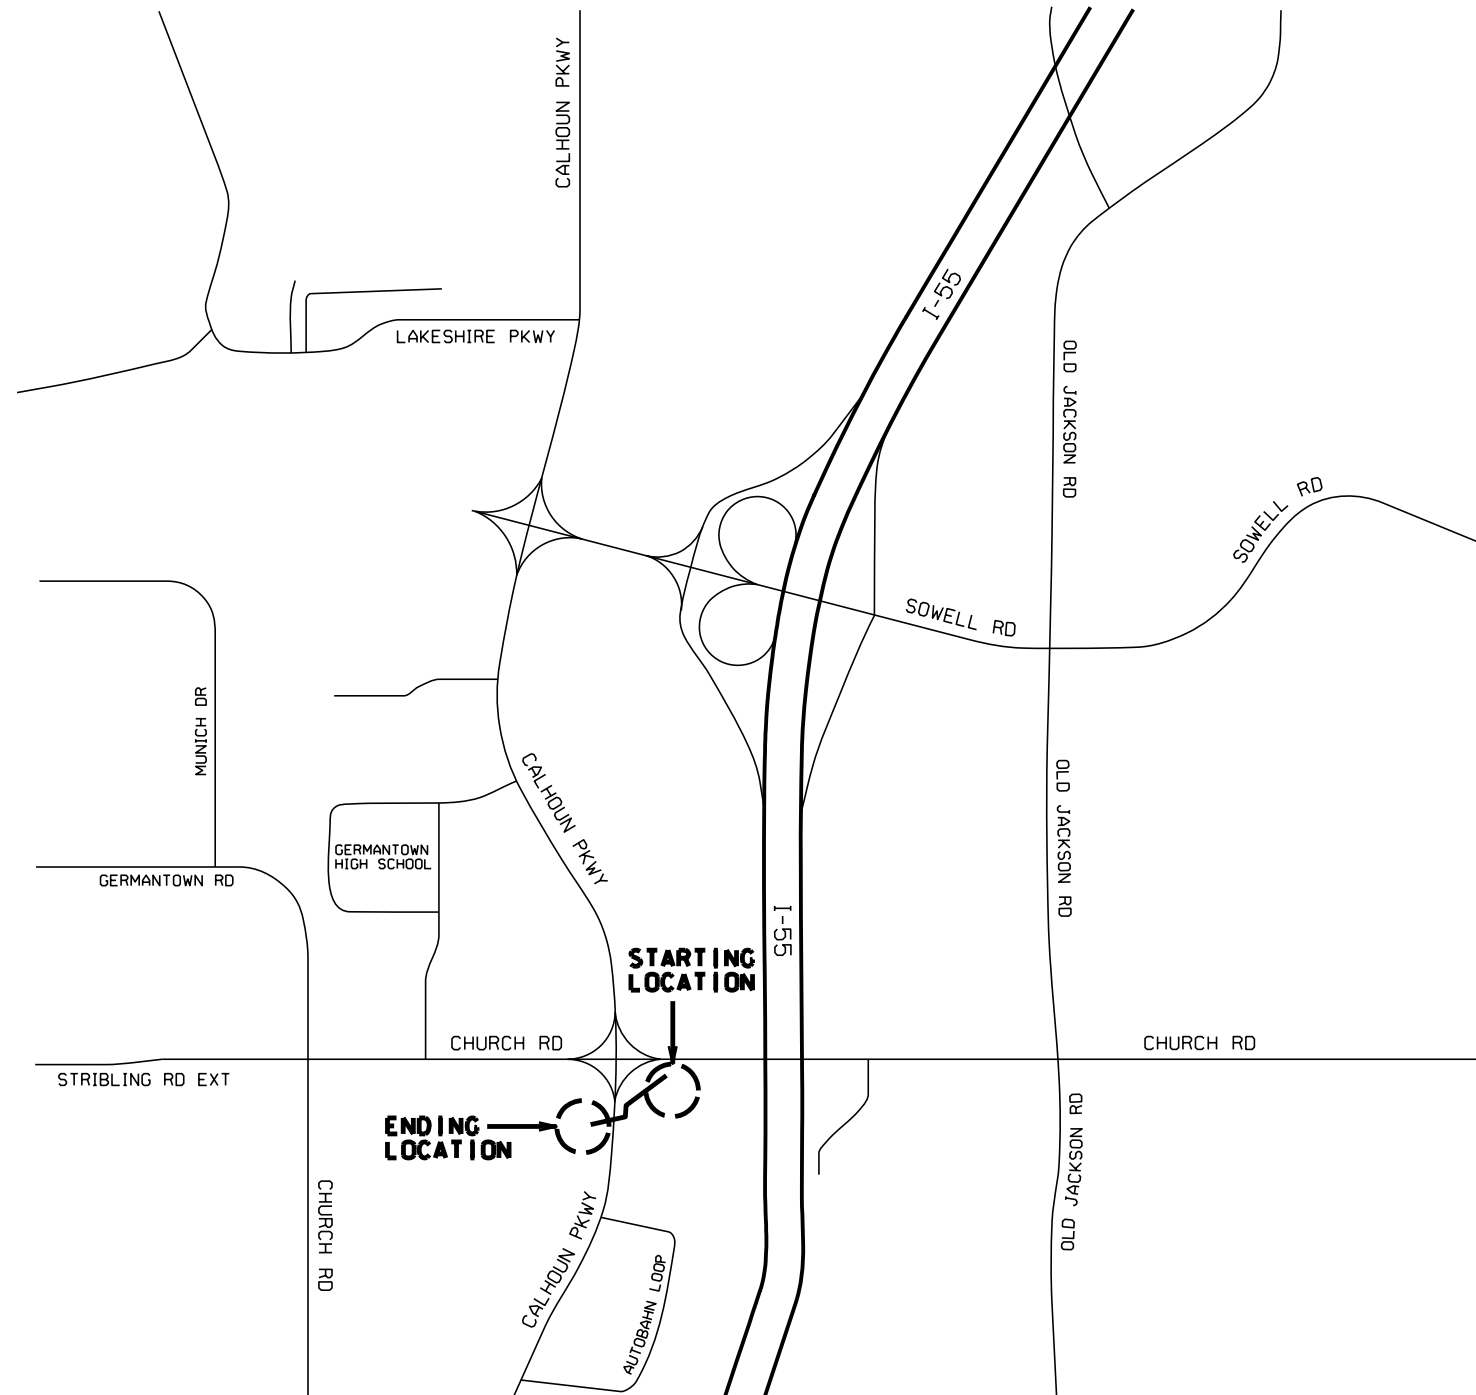 CALHOUN PKWY
I-55
LAKESHIRE PKWY
OLD JACKSON RD
SOWELL RD
SOWELL RD
MUNICH DR
CALHOUN PKWY
OLD JACKSON RD
GERMANTOWN
HIGH SCHOOL
GERMANTOWN RD
I-55
STARTING
LOCATION
CHURCH RD
CHURCH RD
STRIBLING RD EXT
ENDING
LOCATION
OLD JACKSON RD
CHURCH RD
CALHOUN PKWY
AUTOBAHN LOOP